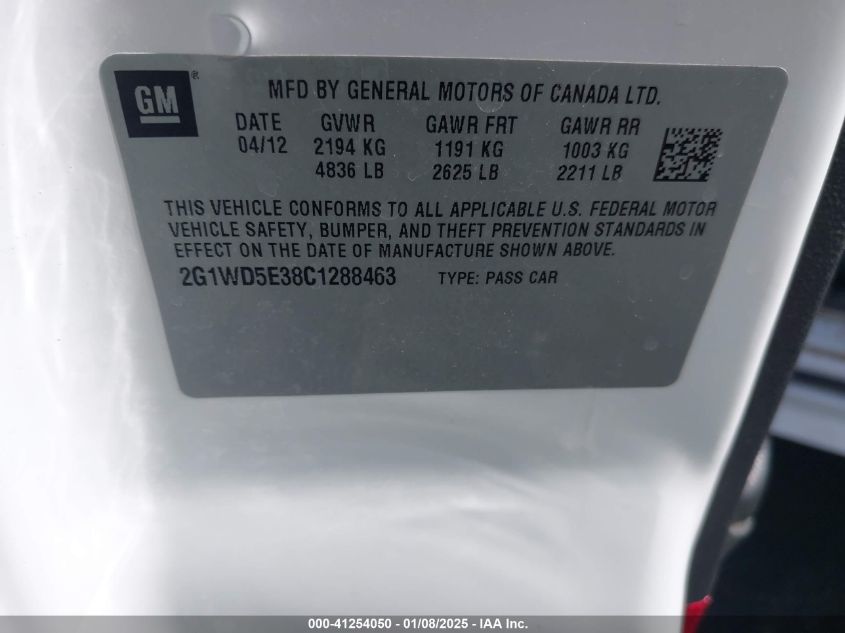 GM®
MFD BY GENERAL MOTORS OF CANADA LTD.
DATE GVWR GAWR FRT GAWR RR
04/12 2194 KG 1191 KG 1003 KG
4836 LB 2625 LB 2211 LB
THIS VEHICLE CONFORMS TO ALL APPLICABLE U.S. FEDERAL MOTOR
VEHICLE SAFETY, BUMPER, AND THEFT PREVENTION STANDARDS IN
EFFECT ON THE DATE OF MANUFACTURE SHOWN ABOVE.
2G1WD5E38C1288463 TYPE: PASS CAR
000-41254050 - 01/08/2025 - IAA Inc.